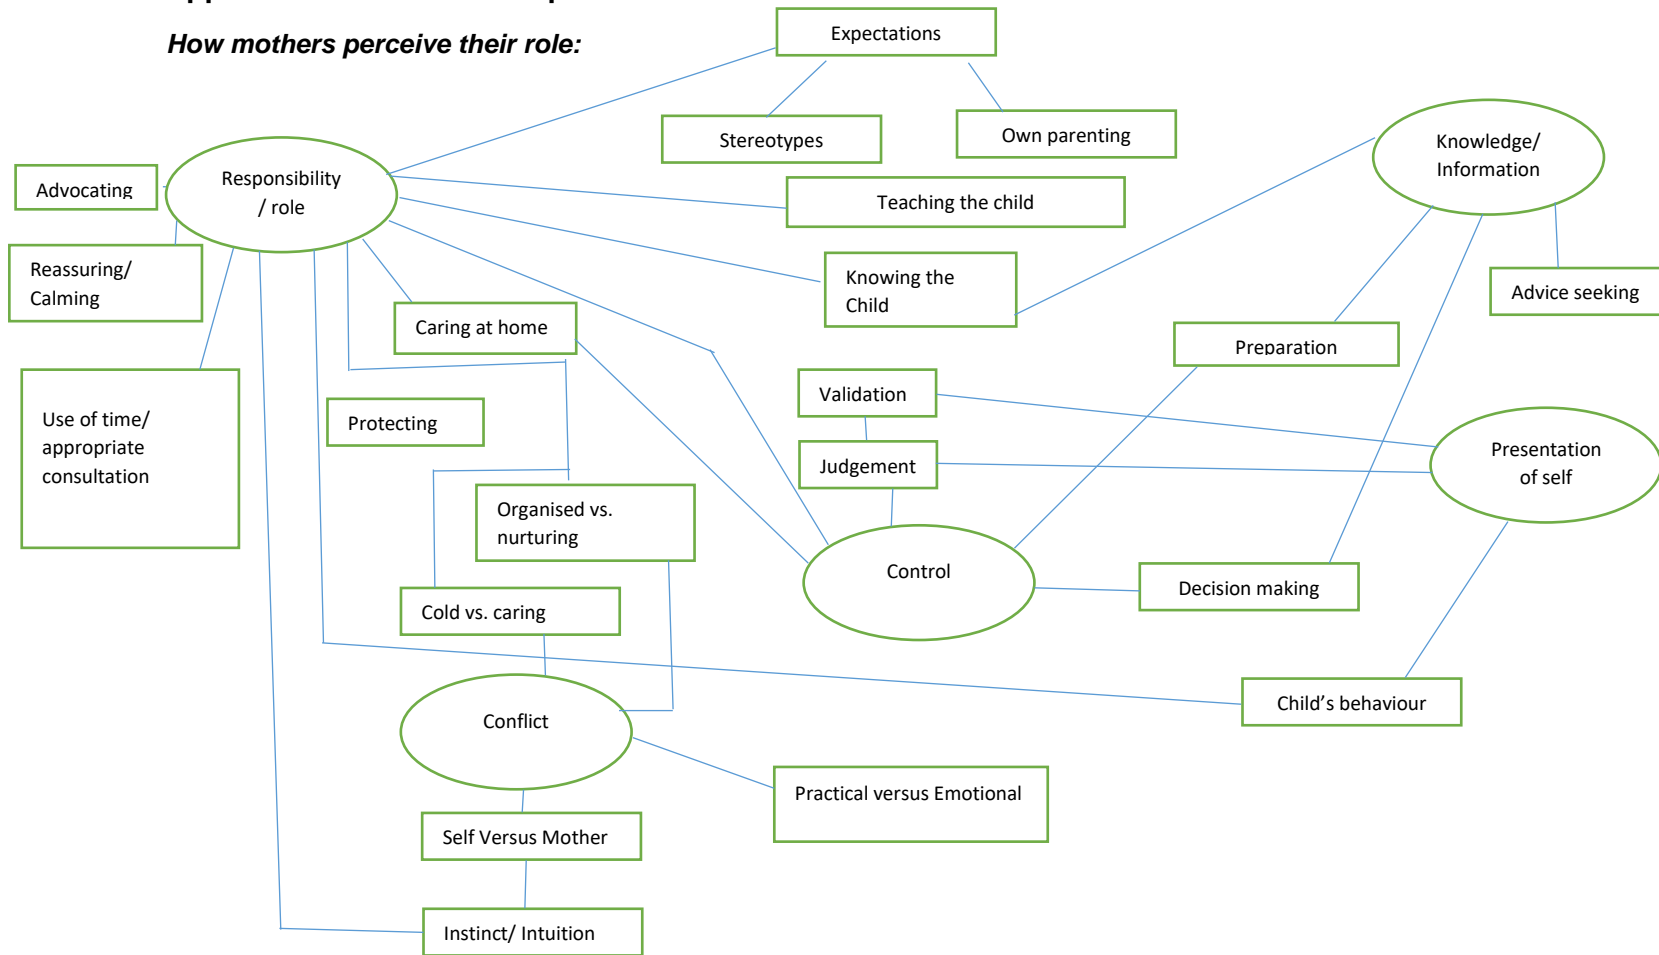 How mothers perceive their role:
Expectations
Stereotypes
Own parenting
Knowledge/
Information
Responsibility
/ role
Advocating
Teaching the child
Reassuring/
Calming
Knowing the
Child
Advice seeking
Caring at home
Preparation
Validation
Use of time/
appropriate
consultation
Protecting
Judgement
Presentation
of self
Organised vs.
nurturing
Control
Decision making
Cold vs. caring
Child’s behaviour
Conflict
Practical versus Emotional
Self Versus Mother
Instinct/ Intuition